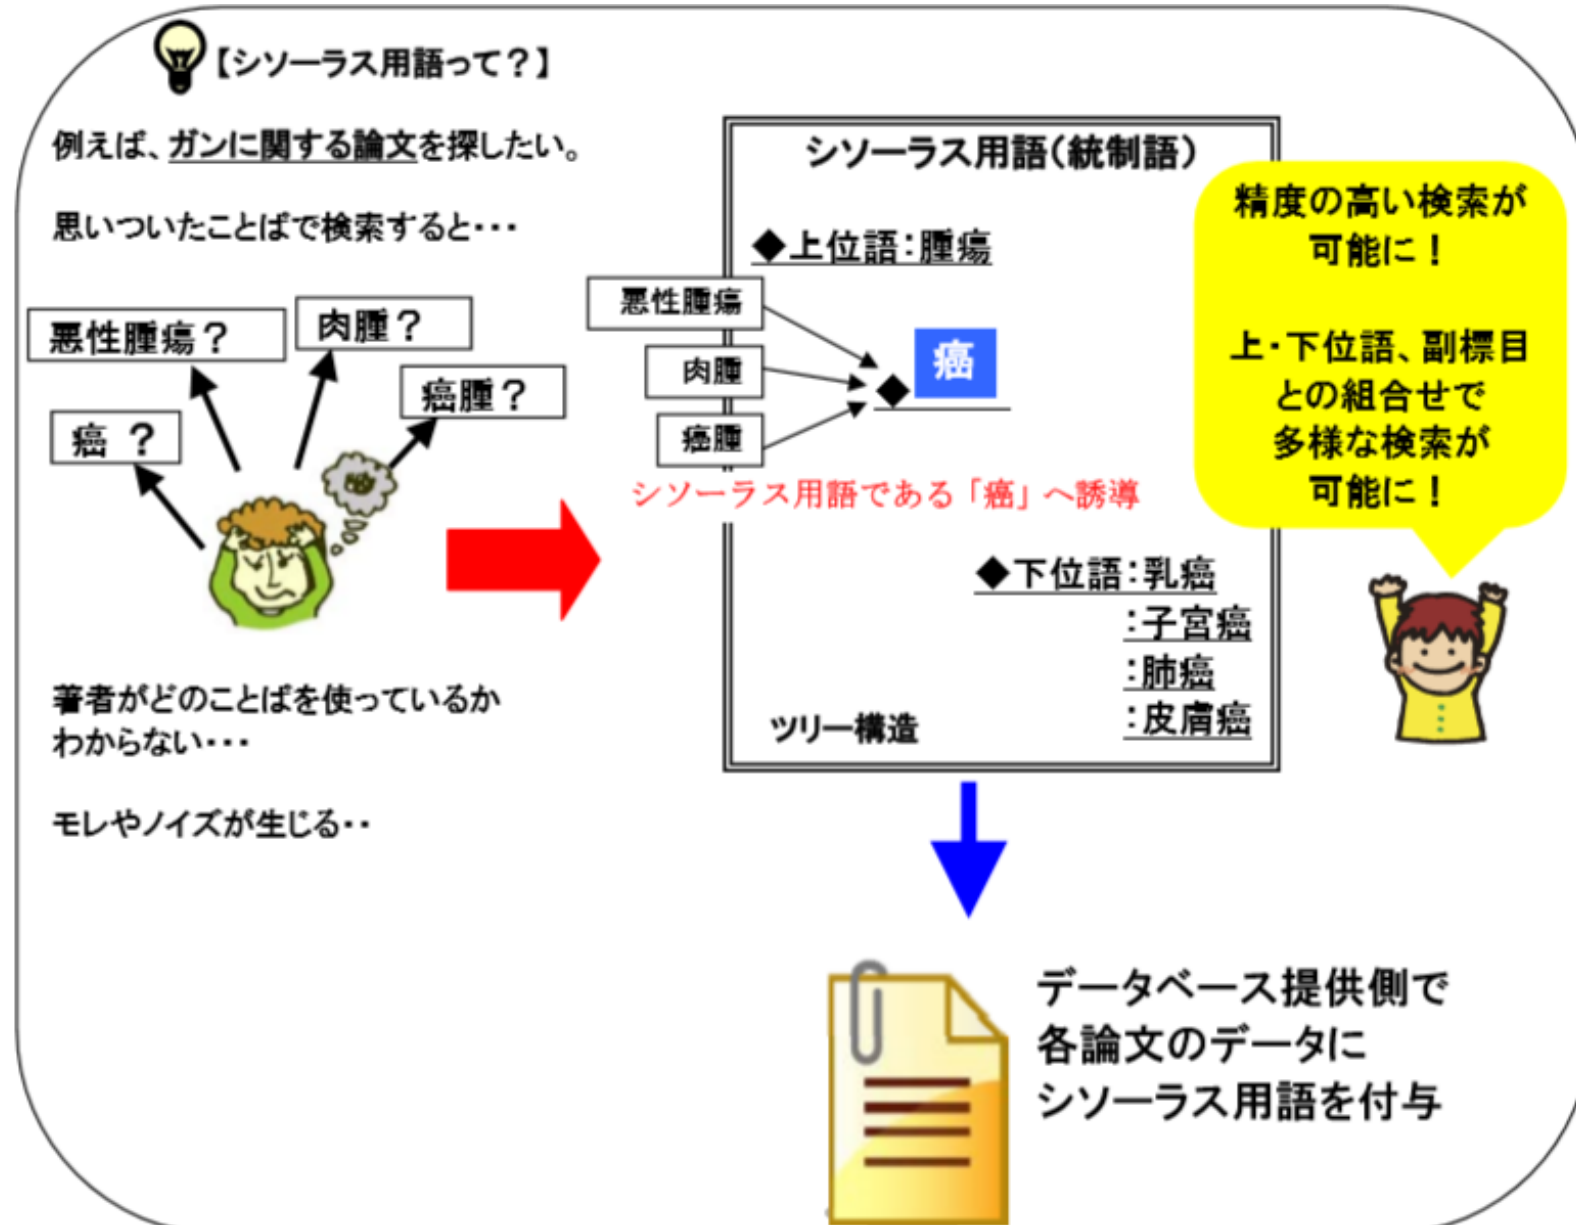 【シソーラス用語って？】
例えば、ガンに関する論文を探したい。
思いついたことばで検索すると・・・
悪性腫瘍？
肉腫？
癌腫？
癌 ？
著者がどのことばを使っているか
わからない・・・
モレやノイズが生じる・・
シソーラス用語（統制語）
◆上位語：腫瘍
悪性腫瘍
肉腫
癌腫
◆ 癌
シソーラス用語である「癌」へ誘導
◆下位語：乳癌
：子宮癌
：肺癌
：皮膚癌
ツリー構造
精度の高い検索が
可能に！
上・下位語、副標目
との組合せで
多様な検索が
可能に！
データベース提供側で
各論文のデータに
シソーラス用語を付与